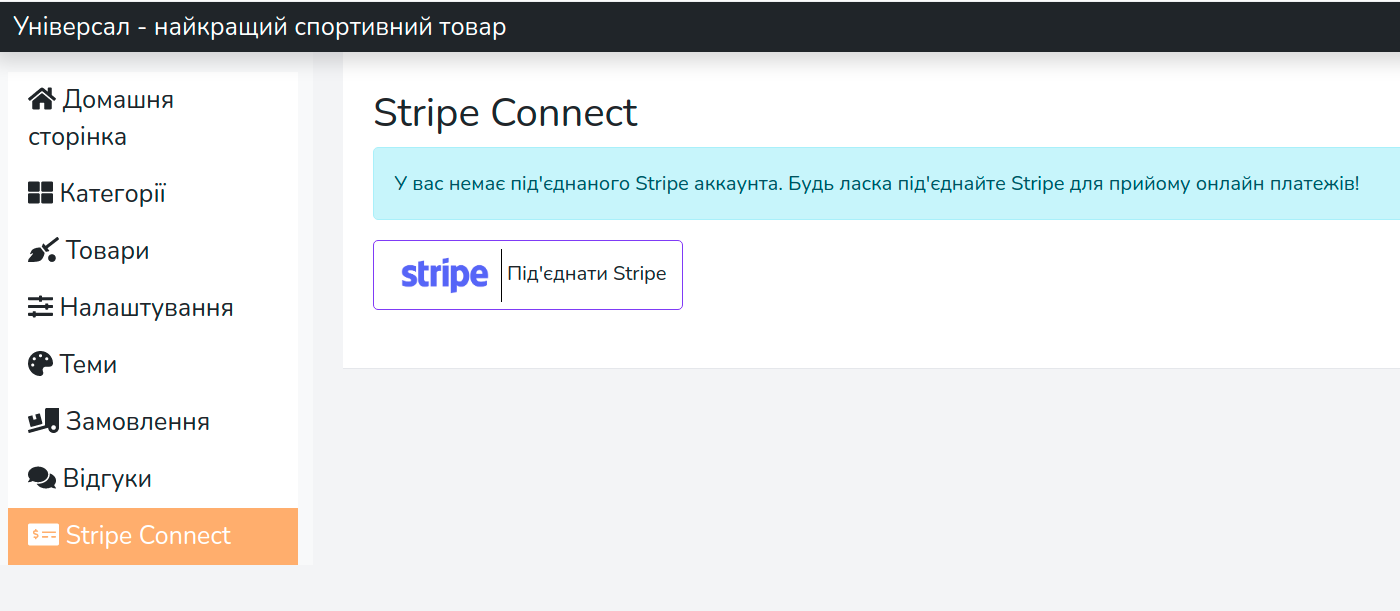 Універсал - найкращий спортивний товар
Домашня
сторінка
Категорії
Товари
Налаштування
Теми
Замовлення
Відгуки
Stripe Connect
Stripe Connect
У вас немає під'єднаного Stripe аккаунта. Будь ласка під'єднайте Stripe для прийому онлайн платежів!
stripe Під'єднати Stripe